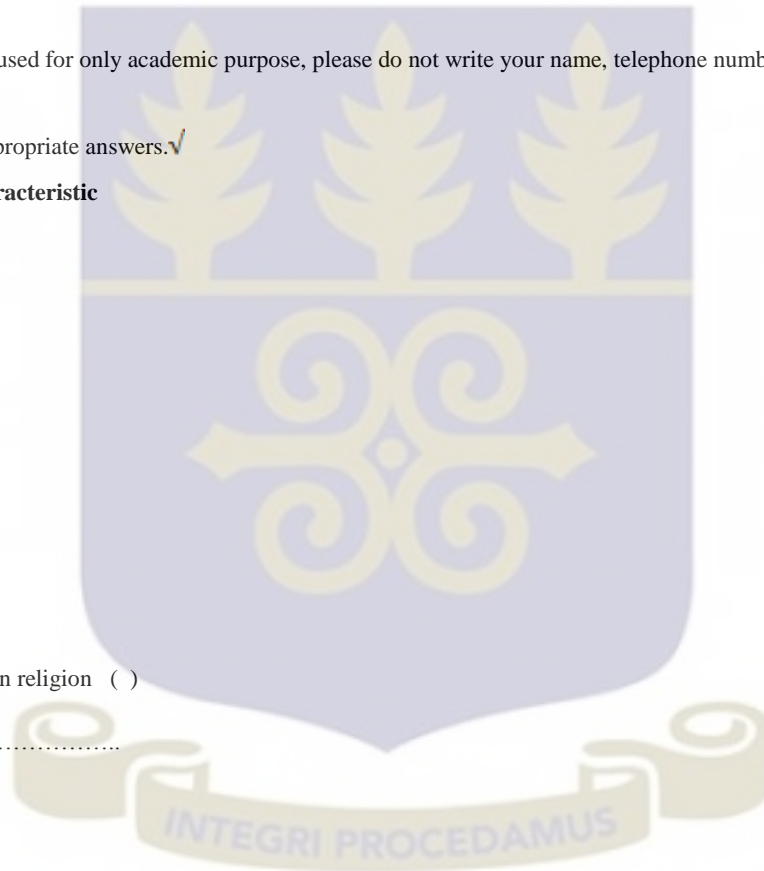 used for only academic purpose, please do not write your name, telephone numb
propriate answers.√
racteristic
n religion ( )
……………..
INTEGRI PROCEDAMUS